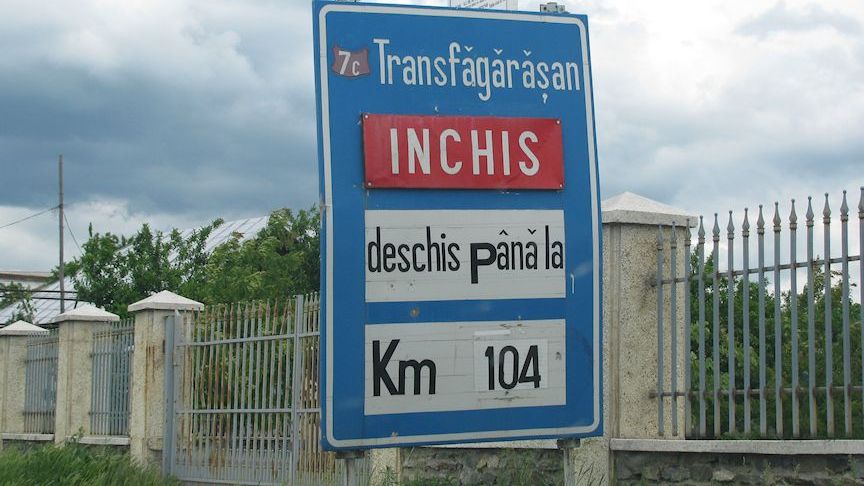 7c Transfăgărășan
INCHIS
deschis Până la
Km 104